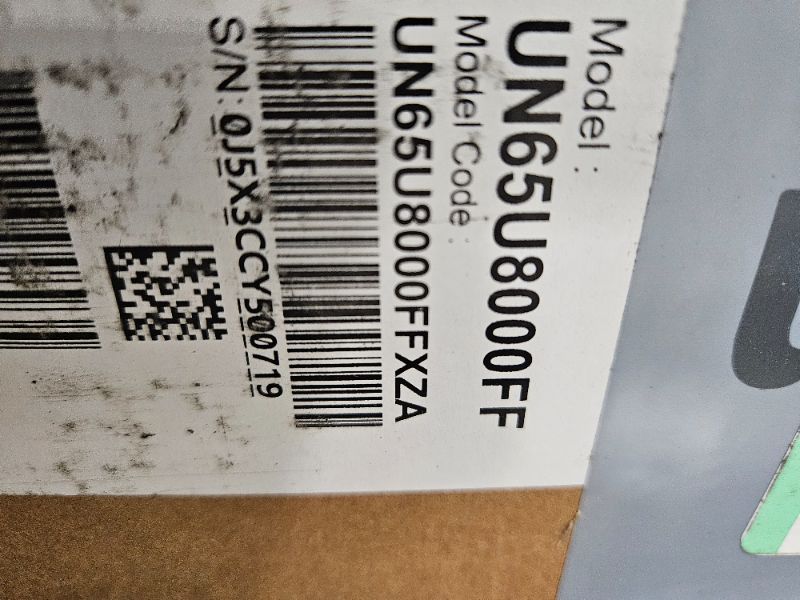 Model :
UN65U8000FF
Model Code :
UN65U8000FFXZA
S/N: 0J5X3CCY500719